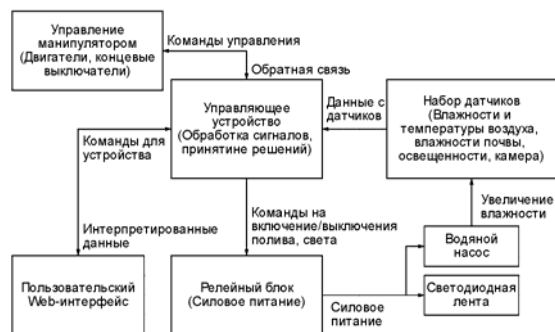 Управление
манипулятором
(Двигатели, концевые
выключатели)
Команды управления
Обратная связь
Управляющее
устройство
(Обработка сигналов,
принятине решений)
Данные с
датчиков
Набор датчиков
(Влажности и
температуры воздуха,
влажности почвы,
освещенности, камера)
Команды для
устройства
Интерпретированные
данные
Команды на
включение/выключения
полива, света
Увеличение
влажности
Водяной
насос
Пользовательский
Web-интерфейс
Релейный блок
(Силовое питание)
Силовое
питание
Светодиодная
лента